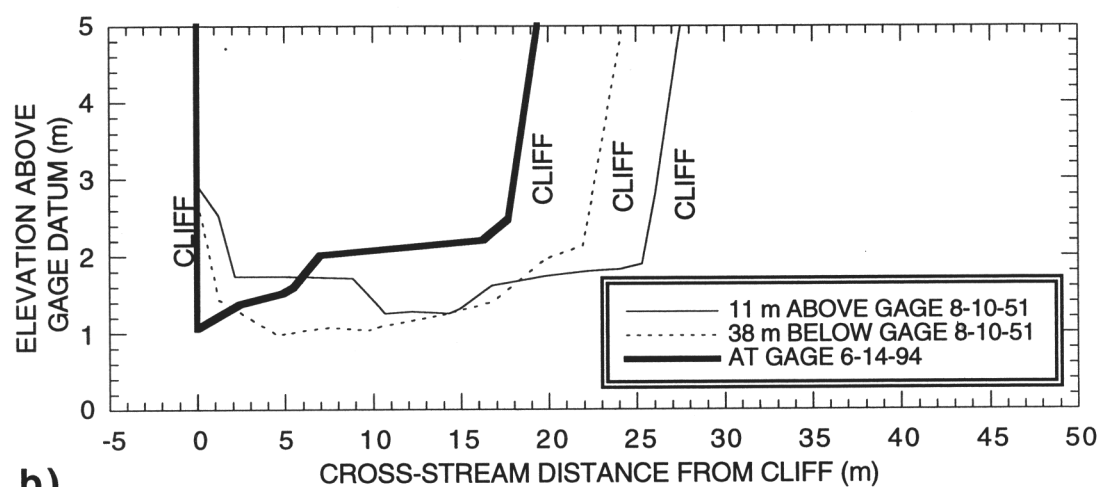 5
4
3
2
1
0
ELEVATION ABOVE
GAGE DATUM (m)
CLIFF
CLIFF
CLIFF
CLIFF
11 m ABOVE GAGE 8-10-51
38 m BELOW GAGE 8-10-51
AT GAGE 6-14-94
-5 0 5 10 15 20 25 30 35 40 45 50
CROSS-STREAM DISTANCE FROM CLIFF (m)
b)